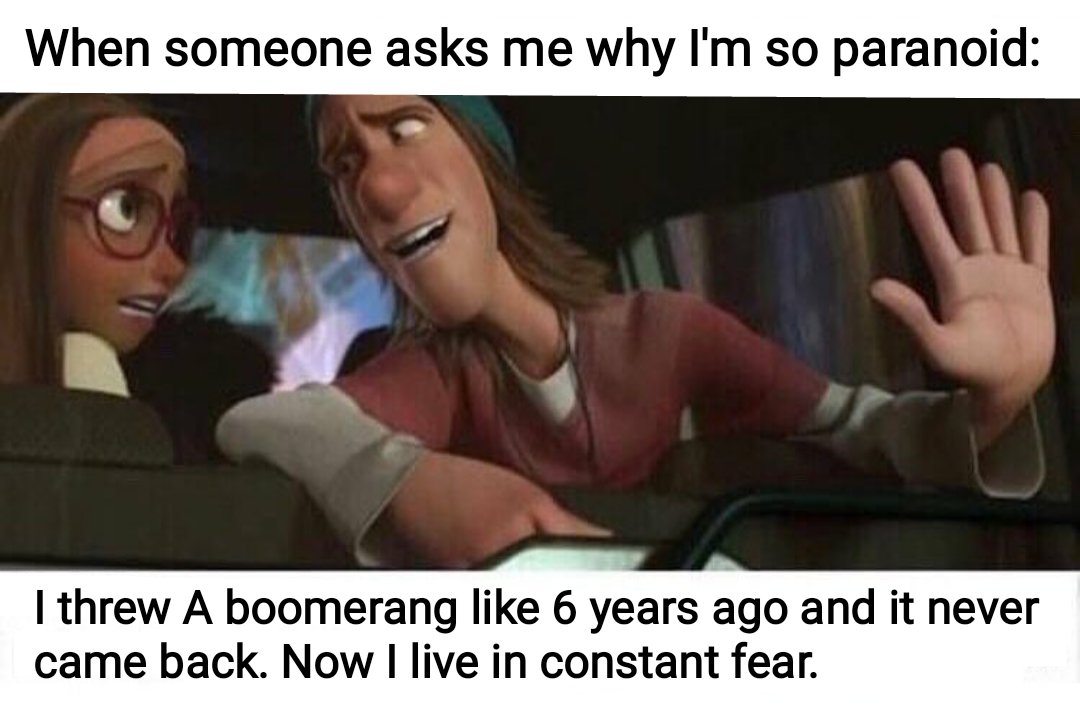 When someone asks me why I'm so paranoid:
I threw A boomerang like 6 years ago and it never
came back. Now I live in constant fear.